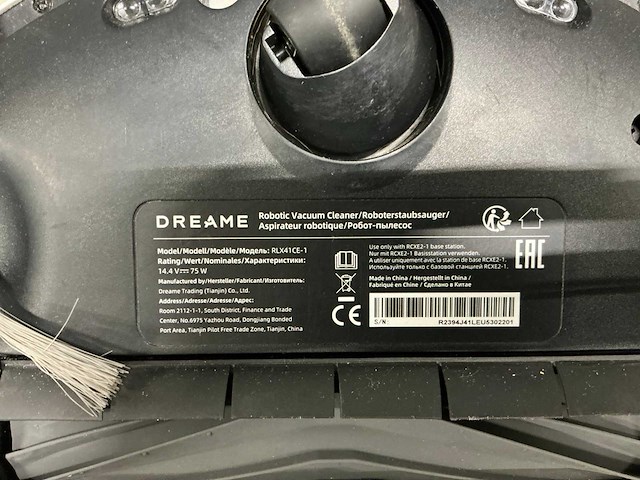 DREAME
Robotic Vacuum Cleaner/Roboterstaubsauger/
Aspirateur robotique/Робот-пылесос
Model/Modell/Modèle/Модель: RLX41CE-1
Rating/Wert/Nominales/Характеристики:
14.4 V⎓75 W
Manufactured by/Hersteller/Fabricant/Изготовитель:
Dreame Trading (Tianjin) Co., Ltd.
Address/Adresse/Adresse/Адрес:
Room 2112-1-1, South District, Finance and Trade
Center, No.6975 Yazhou Road, Dongjiang Bonded
Port Area, Tianjin Pilot Free Trade Zone, Tianjin, China
Use only with RCXE2-1 base station.
Nur mit RCXE2-1 Basisstation verwenden.
A utiliser uniquement avec la station de base RCXE2-1.
Используйте только с базовой станцией RCXE2-1.
EAC
Made in China / Hergestellt in China /
Fabriqué en Chine / Сделано в Китае
CE
S/N:
R2394J41LEU5302201